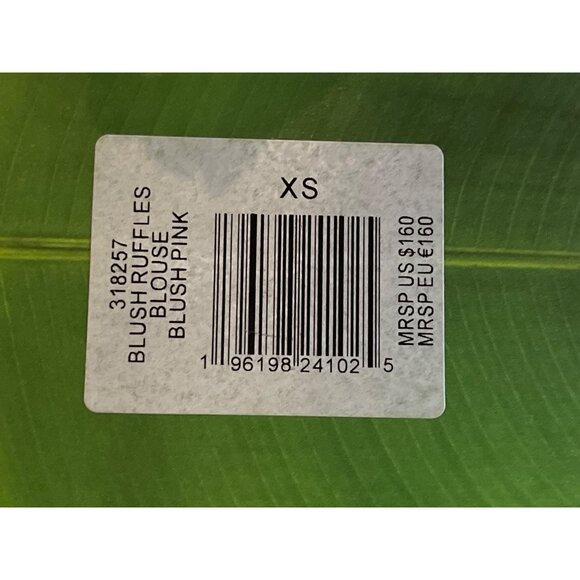 318257
BLUSH RUFFLES
BLOUSE
BLUSH PINK
XS
1 96198 24102 5
MRSP US $160
MRSP EU €160